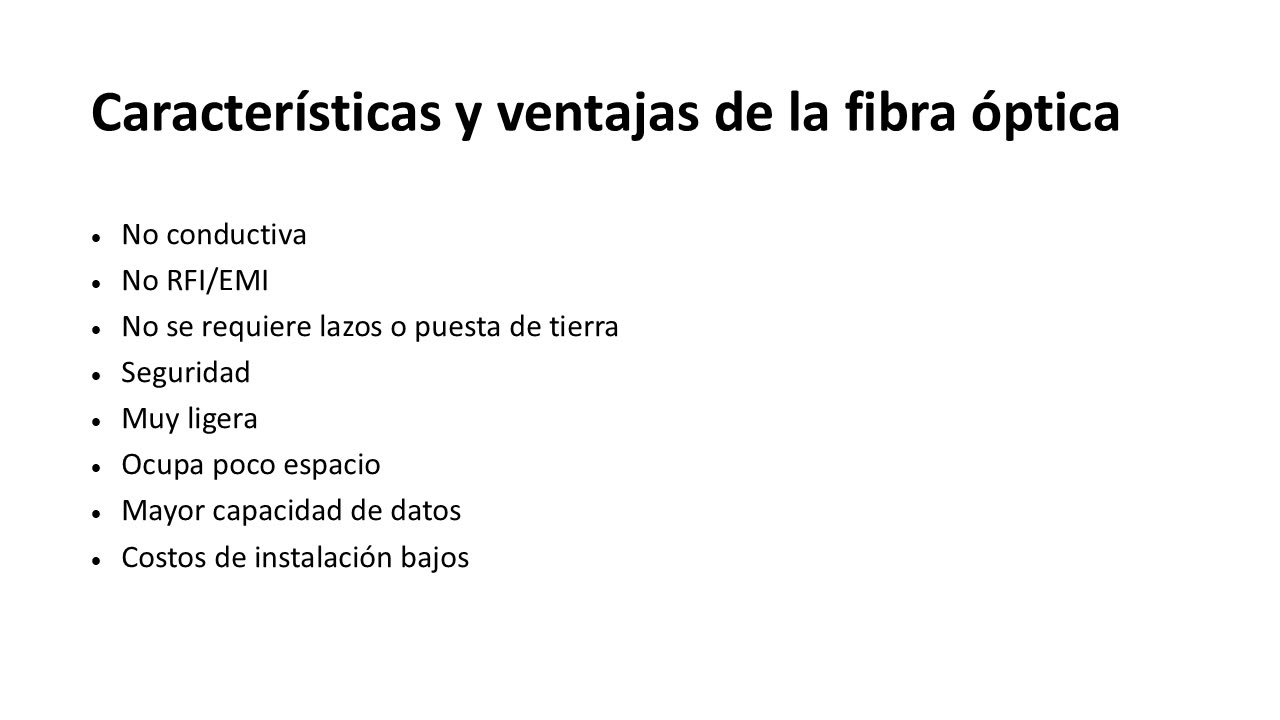 Características y ventajas de la fibra óptica
• No conductiva
• No RFI/EMI
• No se requiere lazos o puesta de tierra
• Seguridad
• Muy ligera
• Ocupa poco espacio
• Mayor capacidad de datos
• Costos de instalación bajos